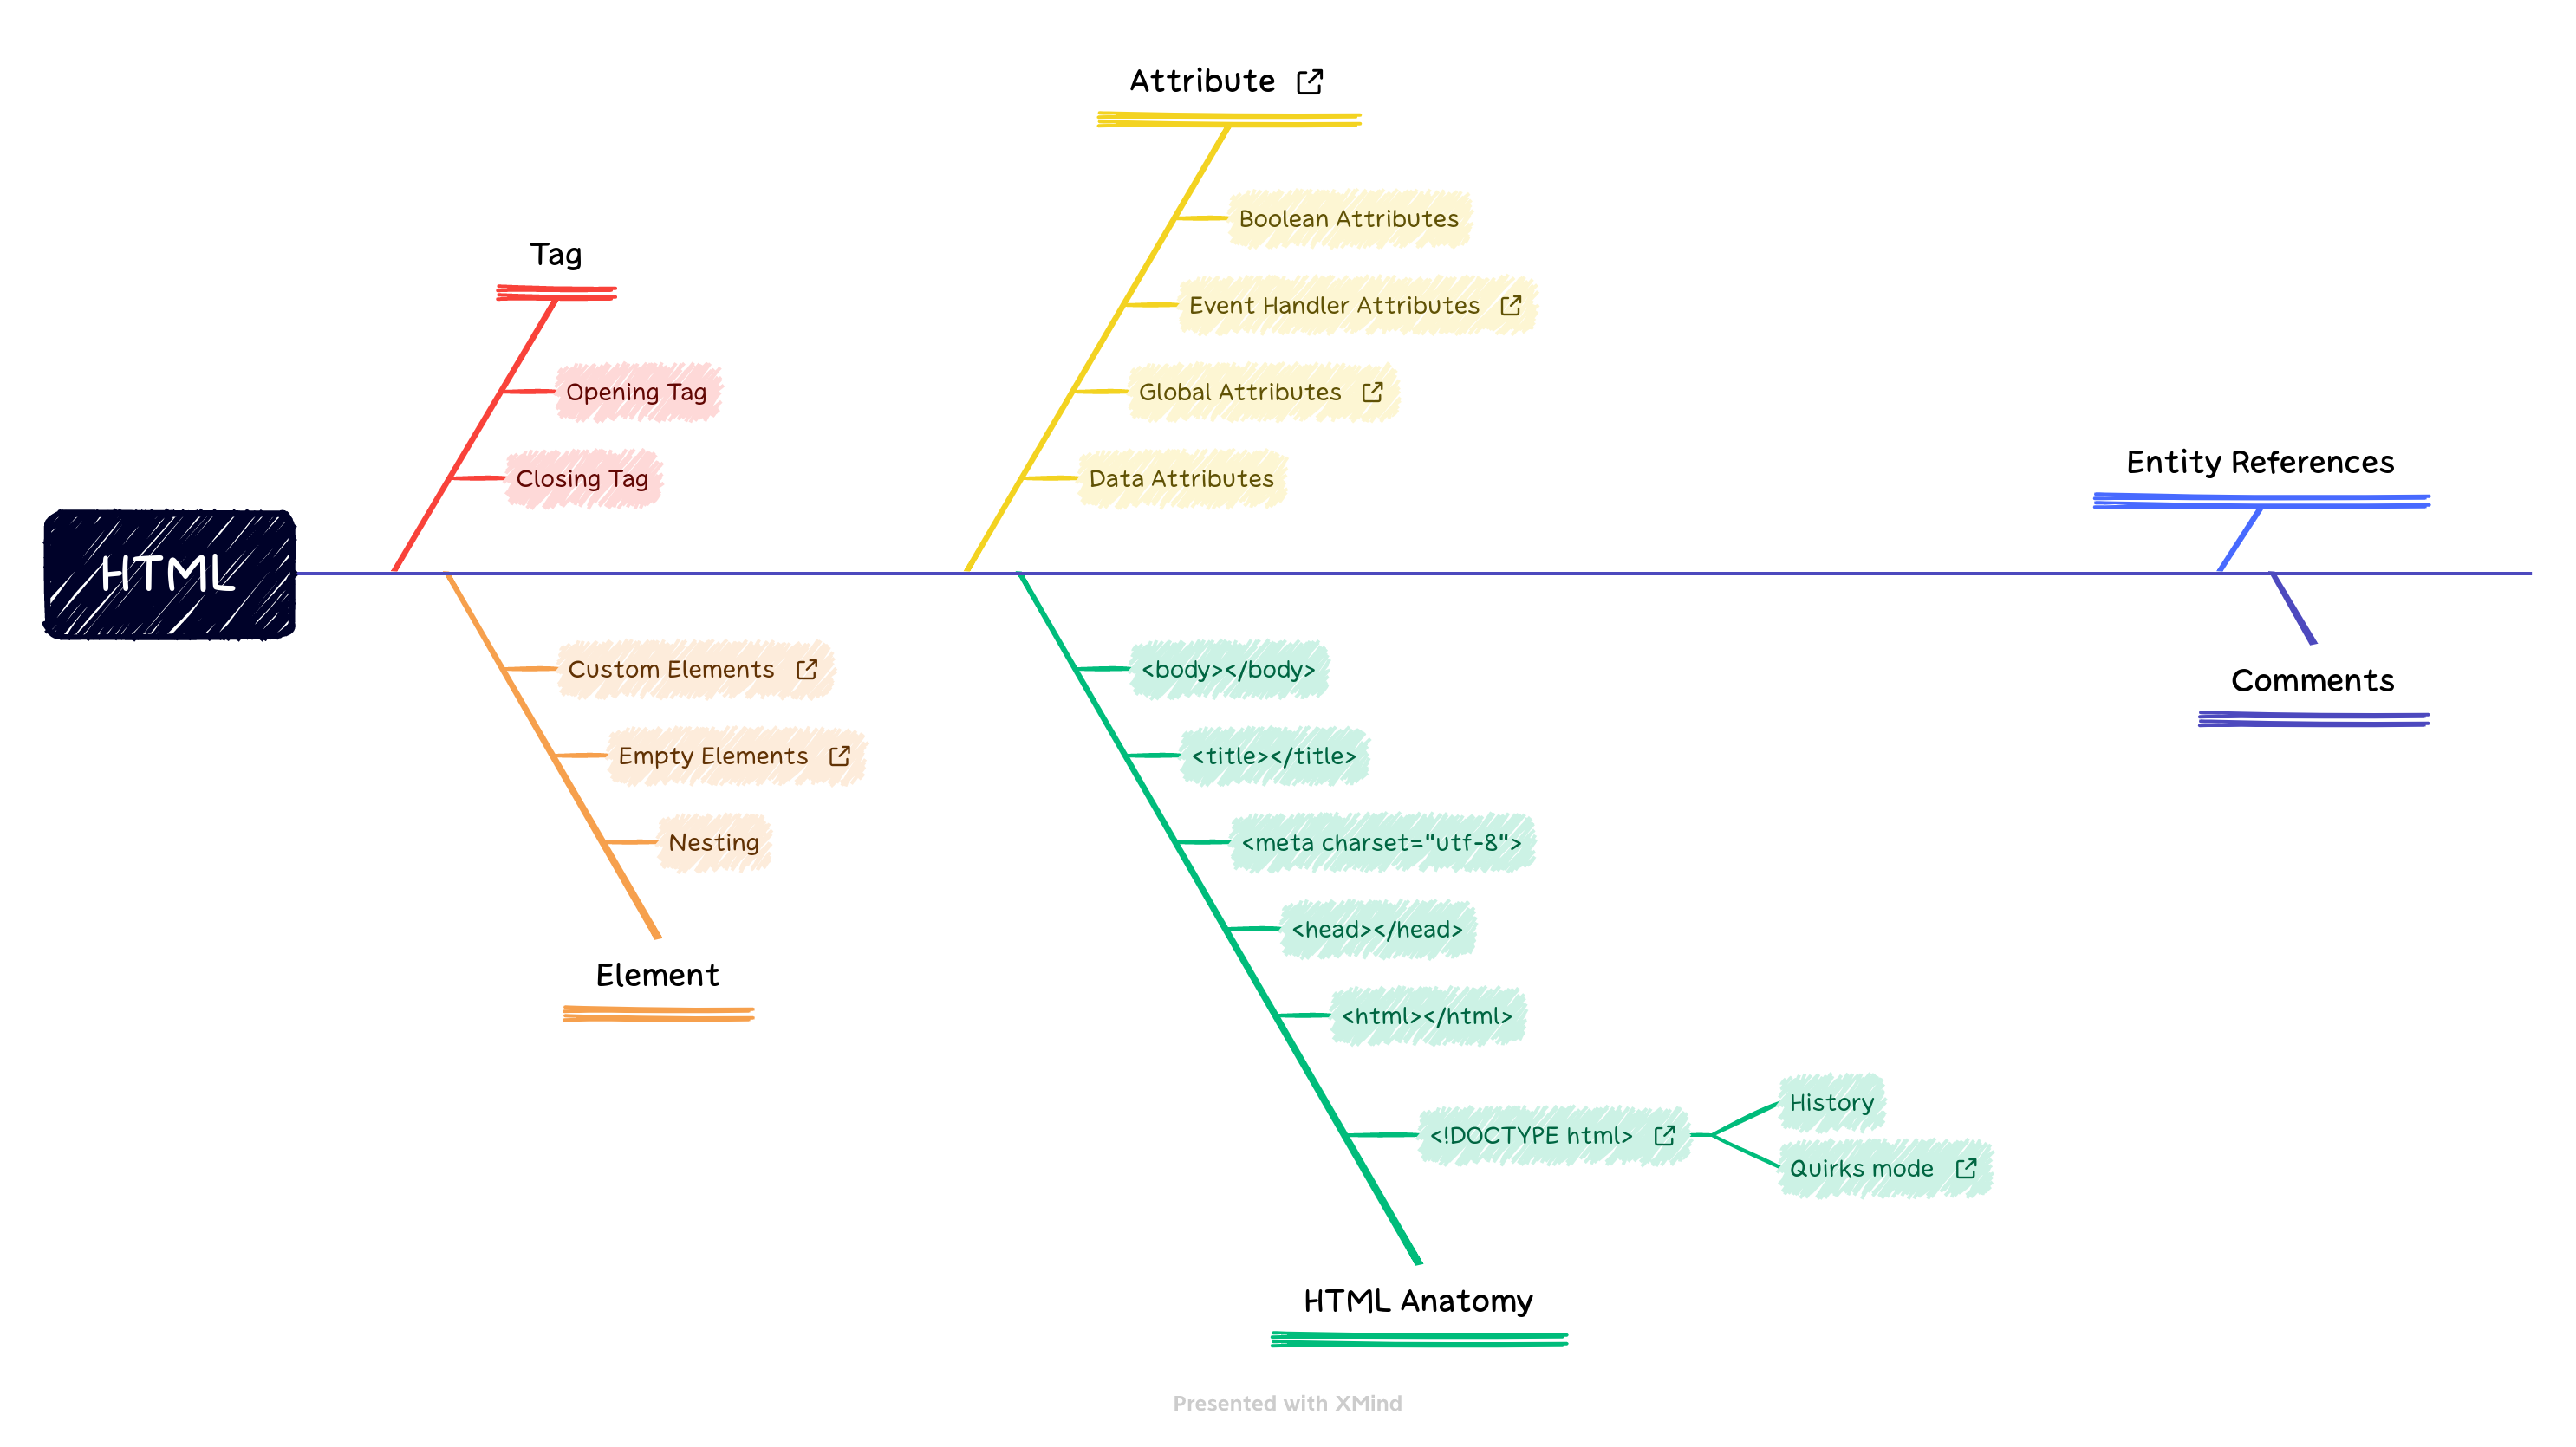 HTML
Tag
Opening Tag
Closing Tag
Element
Custom Elements
Empty Elements
Nesting
Attribute
Boolean Attributes
Event Handler Attributes
Global Attributes
Data Attributes
HTML Anatomy
<body></body>
<title></title>
<meta charset="utf-8">
<head></head>
<html></html>
<!DOCTYPE html>
History
Quirks mode
Entity References
Comments
Presented with XMind